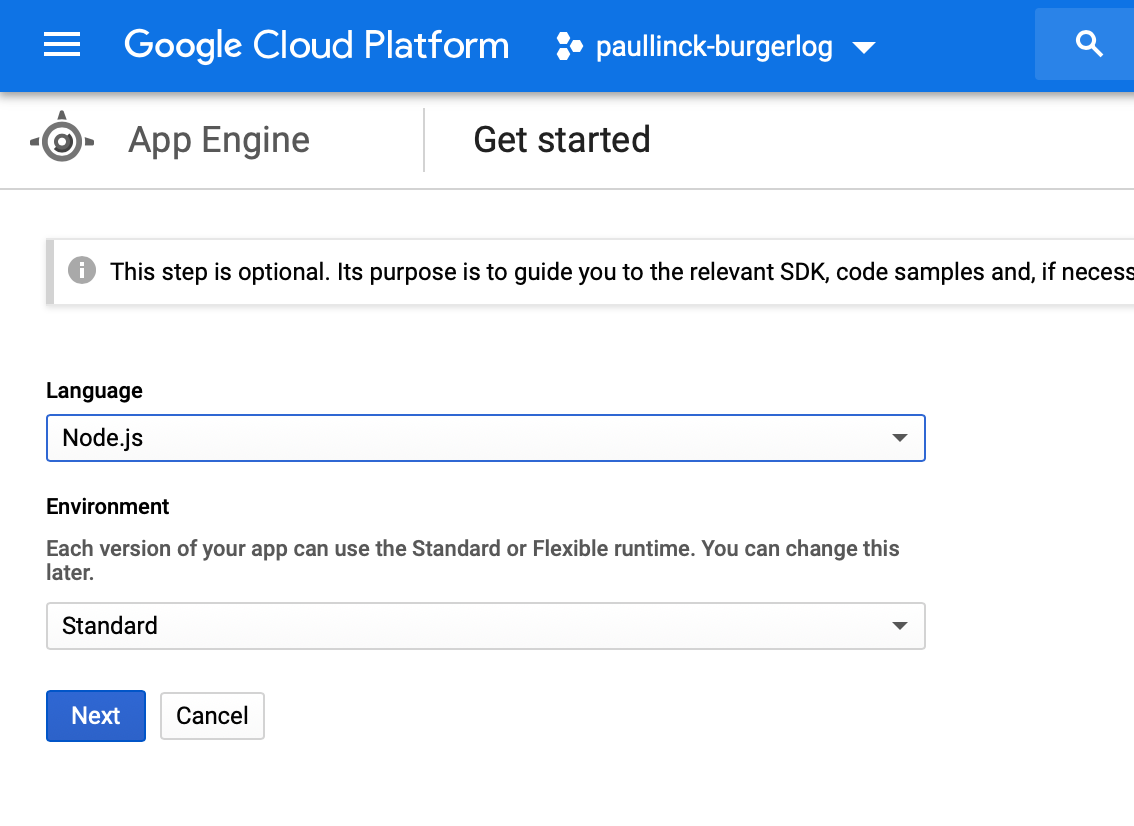 Google Cloud Platform
paullinck-burgerlog
App Engine
Get started
This step is optional. Its purpose is to guide you to the relevant SDK, code samples and, if necess
Language
Node.js
Environment
Each version of your app can use the Standard or Flexible runtime. You can change this
later.
Standard
Next
Cancel